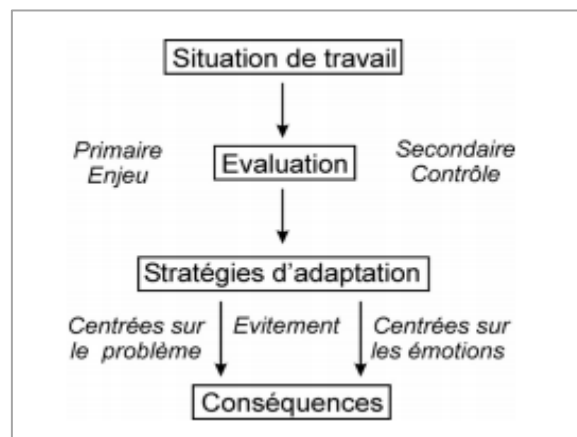 Situation de travail
Primaire
Enjeu
Evaluation
Secondaire
Contrôle
Stratégies d'adaptation
Centrées sur
le problème
Evitement
Centrées sur
les émotions
Conséquences